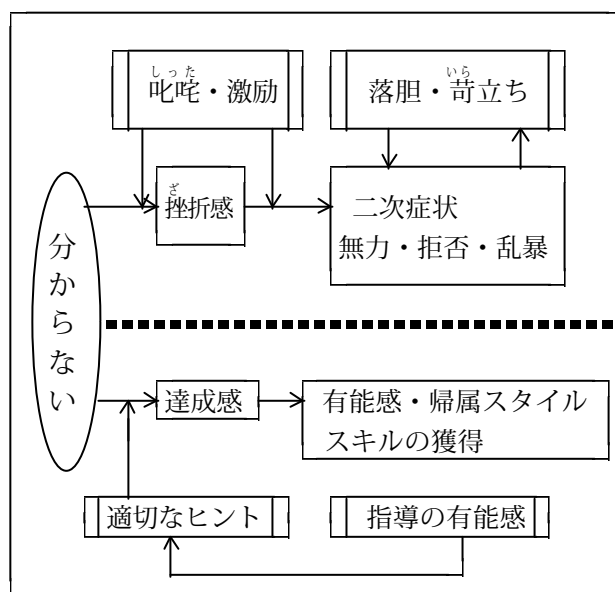 しった
叱咤・激励
いら
落胆・苛立ち
ざ
挫折感
二次症状
無力・拒否・乱暴
分からない
達成感
有能感・帰属スタイル
スキルの獲得
適切なヒント
指導の有能感